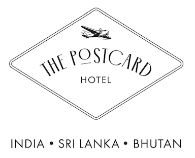 THE POSTCARD
HOTEL
INDIA • SRI LANKA • BHUTAN